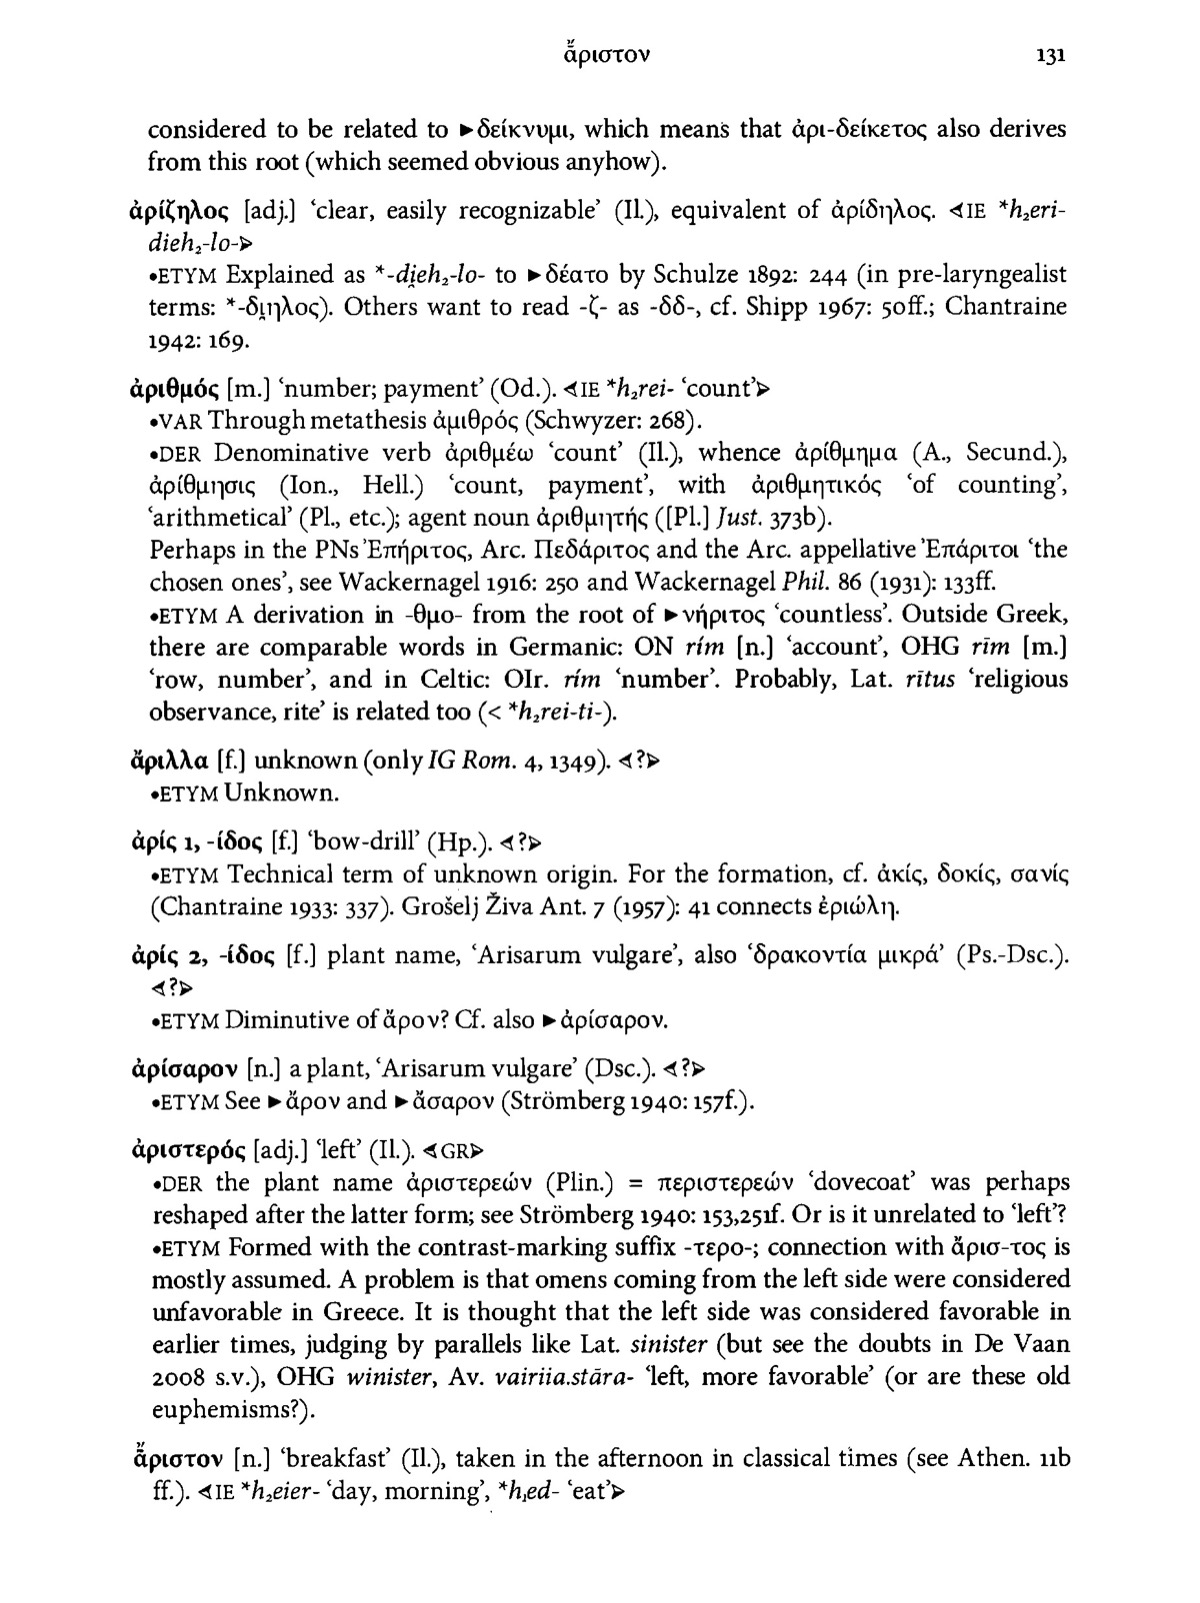 ἄ̄ριστον 131
considered to be related to ►δείκνυμι, which means that ἀρι-δείκετος also derives
from this root (which seemed obvious anyhow).
ἀρίζηλος [adj.] ‘clear, easily recognizable’ (Il.), equivalent of ἀρίδηλος. ⊲IE *h₂eri-
dieh₂-lo-⊳
•ETYM Explained as *-di̯eh₂-lo- to ►δέατο by Schulze 1892: 244 (in pre-laryngealist
terms: *-δι̯ηλος). Others want to read -ζ- as -δδ-, cf. Shipp 1967: 50ff.; Chantraine
1942: 169.
ἀριθμός [m.] ‘number; payment’ (Od.). ⊲IE *h₂rei- ‘count’⊳
•VAR Through metathesis ἀμιθρός (Schwyzer: 268).
•DER Denominative verb ἀριθμέω ‘count’ (Il.), whence ἀρίθμημα (A., Secund.),
ἀρίθμησις (Ion., Hell.) ‘count, payment’, with ἀριθμητικός ‘of counting’,
‘arithmetical’ (Pl., etc.); agent noun ἀριθμητής ([Pl.] Just. 373b).
Perhaps in the PNs Ἐπήριτος, Arc. Πεδάριτος and the Arc. appellative Ἐπάριτοι ‘the
chosen ones’, see Wackernagel 1916: 250 and Wackernagel Phil. 86 (1931): 133ff.
•ETYM A derivation in -θμο- from the root of ►νήριτος ‘countless’. Outside Greek,
there are comparable words in Germanic: ON rím [n.] ‘account’, OHG rīm [m.]
‘row, number’, and in Celtic: OIr. rím ‘number’. Probably, Lat. rītus ‘religious
observance, rite’ is related too (< *h₂rei-ti-).
ἄριλλα [f.] unknown (only IG Rom. 4, 1349). ⊲?⊳
•ETYM Unknown.
ἀρίς 1, -ίδος [f.] ‘bow-drill’ (Hp.). ⊲?⊳
•ETYM Technical term of unknown origin. For the formation, cf. ἀκίς, δοκίς, σανίς
(Chantraine 1933: 337). Grošelj Živa Ant. 7 (1957): 41 connects ἐριώλη.
ἀρίς 2, -ίδος [f.] plant name, ‘Arisarum vulgare’, also ‘δρακοντία μικρά’ (Ps.-Dsc.).
⊲?⊳
•ETYM Diminutive of ἄρον? Cf. also ►ἀρίσαρον.
ἀρίσαρον [n.] a plant, ‘Arisarum vulgare’ (Dsc.). ⊲?⊳
•ETYM See ►ἄρον and ►ἄσαρον (Strömberg 1940: 157f.).
ἀριστερός [adj.] ‘left’ (Il.). ⊲GR⊳
•DER the plant name ἀριστερεών (Plin.) = περιστερεών ‘dovecoat’ was perhaps
reshaped after the latter form; see Strömberg 1940: 153,251f. Or is it unrelated to ‘left’?
•ETYM Formed with the contrast-marking suffix -τερο-; connection with ἄρισ-τος is
mostly assumed. A problem is that omens coming from the left side were considered
unfavorable in Greece. It is thought that the left side was considered favorable in
earlier times, judging by parallels like Lat. sinister (but see the doubts in De Vaan
2008 s.v.), OHG winister, Av. vairiia.stāra- ‘left, more favorable’ (or are these old
euphemisms?).
ἄ̄ριστον [n.] ‘breakfast’ (Il.), taken in the afternoon in classical times (see Athen. 11b
ff.). ⊲IE *h₂eier- ‘day, morning’, *h₁ed- ‘eat’⊳